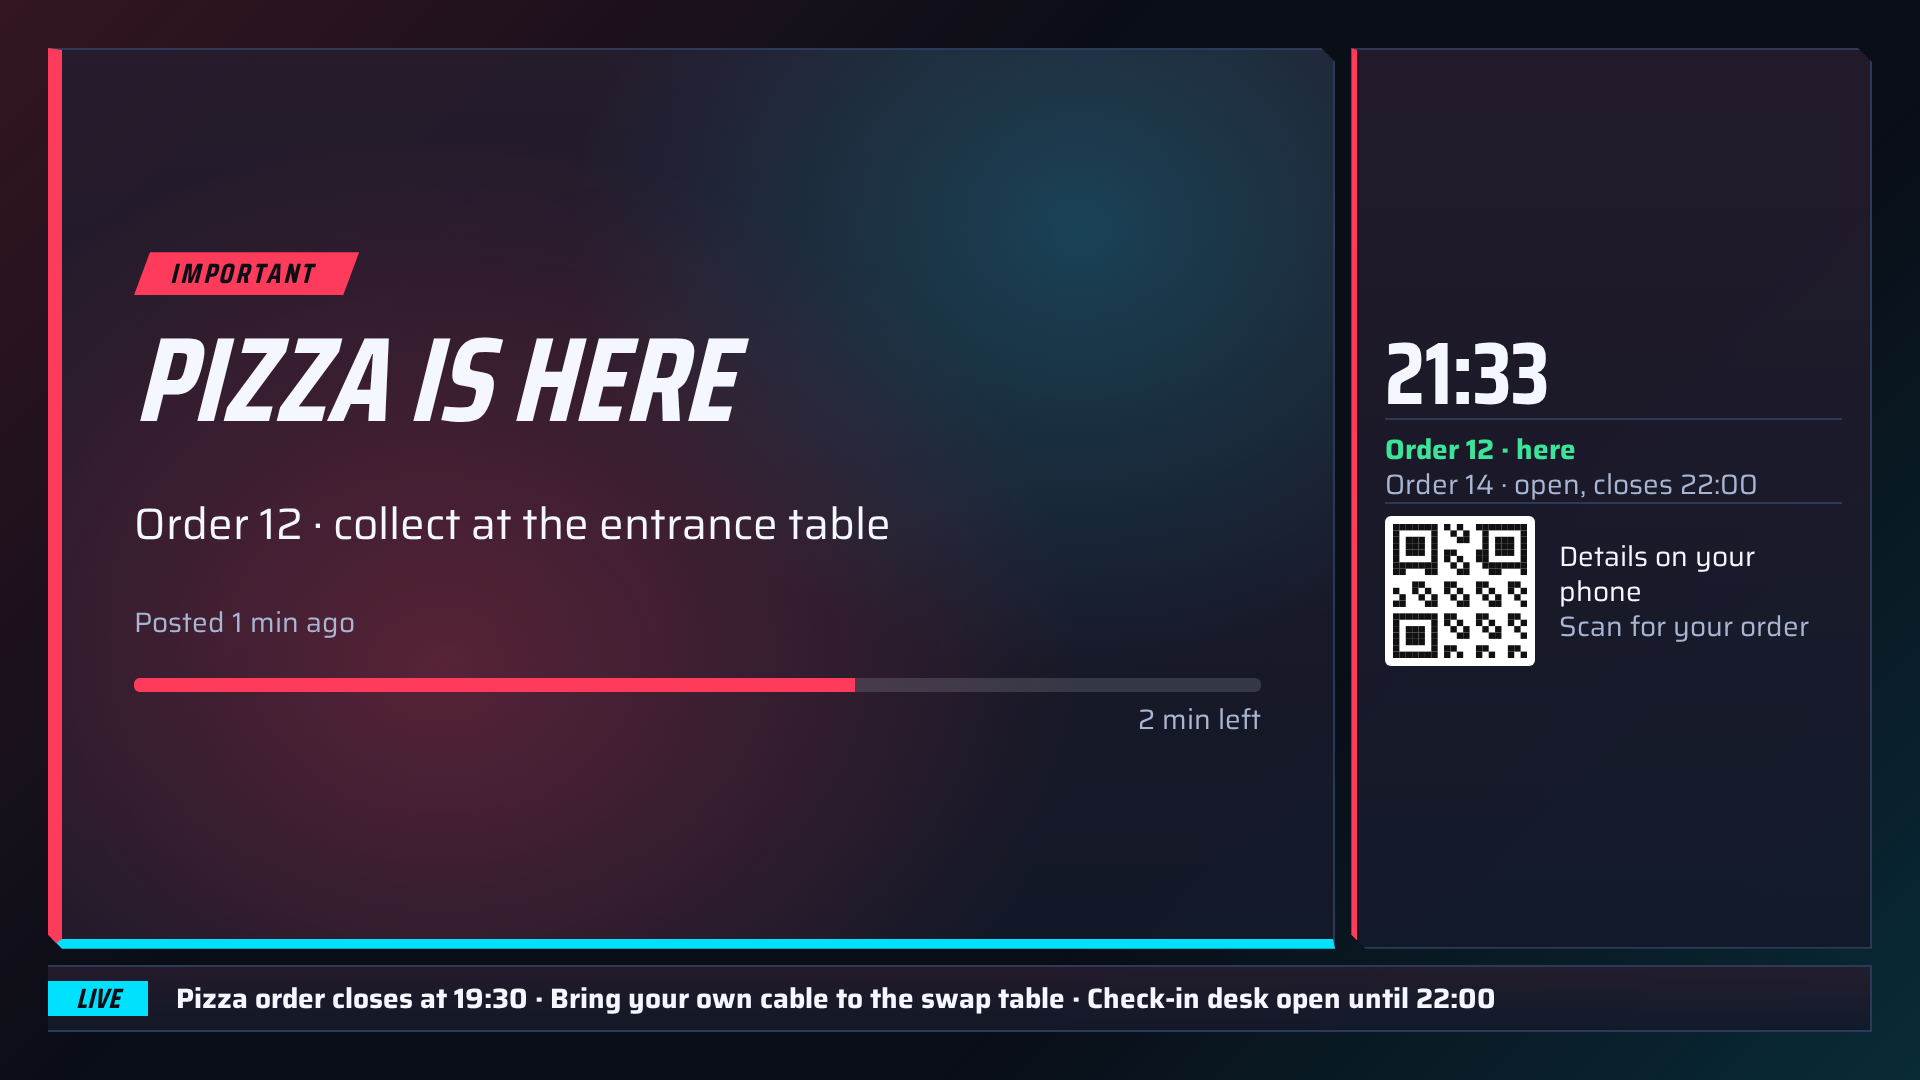 IMPORTANT
PIZZA IS HERE
Order 12 · collect at the entrance table
Posted 1 min ago
2 min left
21:33
Order 12 · here
Order 14 · open, closes 22:00
Details on your
phone
Scan for your order
LIVE
Pizza order closes at 19:30 · Bring your own cable to the swap table · Check-in desk open until 22:00